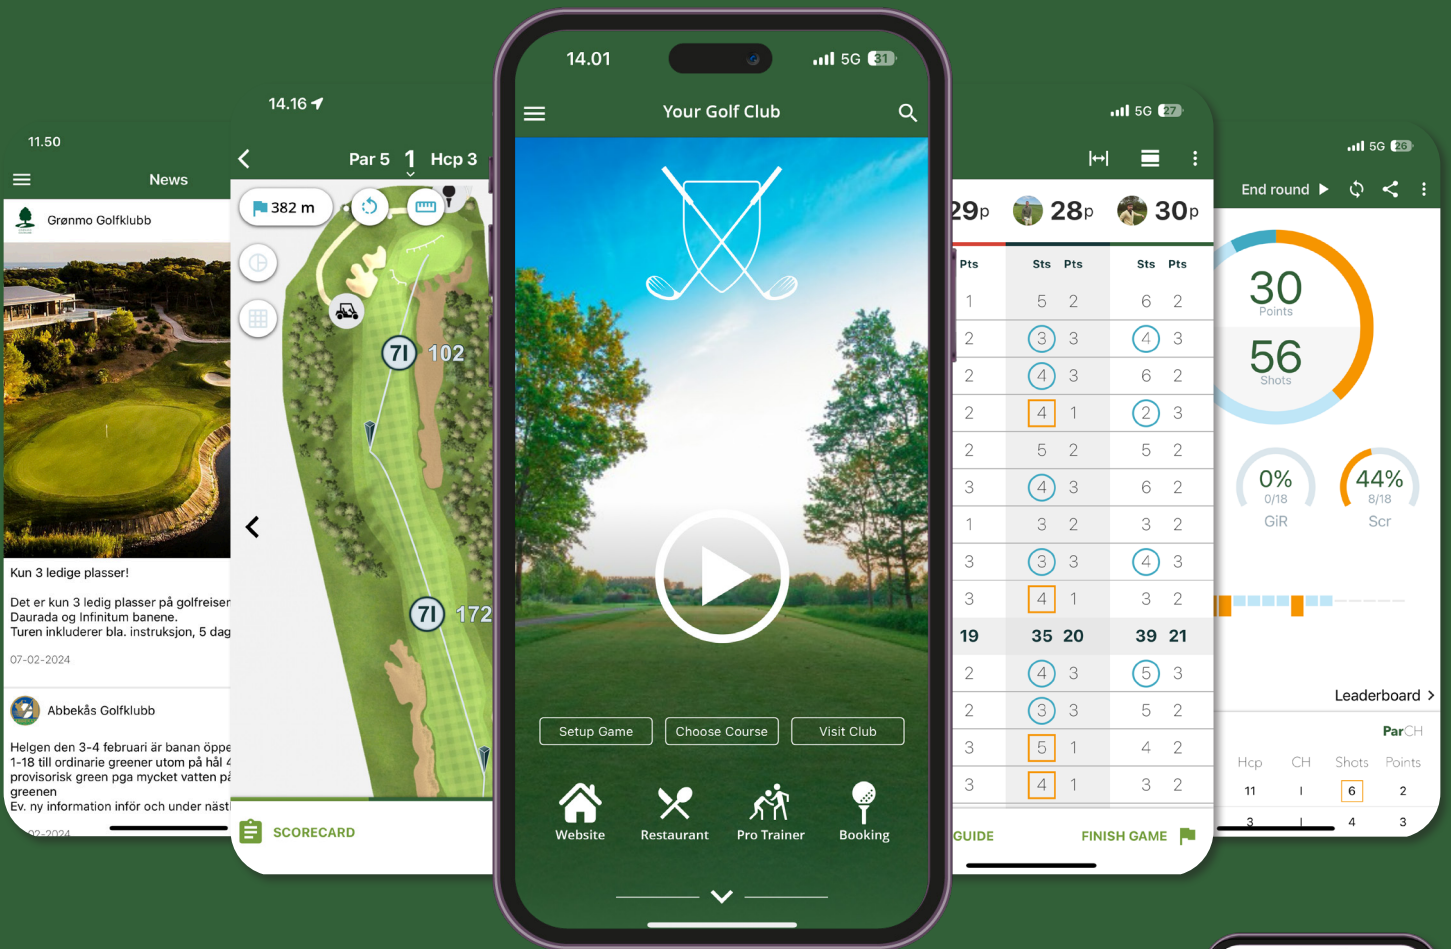 11.50
News
Grønmo Golfklubb
Kun 3 ledige plasser!
Det er kun 3 ledig plasser på golfreiser
Daurada og Infinitum banene.
Turen inkluderer bla. instruksjon, 5 dag
07-02-2024
Abbekås Golfklubb
Helgen den 3-4 februari är banan öppe
1-18 till ordinarie greener utom på hål 4
provisorisk green pga mycket vatten på
greenen
Ev. ny information inför och under näst
02-2024
14.16
Par 5 1 Hcp 3
382 m
7I 102
7I 172
SCORECARD
14.01
5G 31
Your Golf Club
Setup Game
Choose Course
Visit Club
Website
Restaurant
Pro Trainer
Booking
5G 27
29p 28p 30p
Pts Sts Pts Sts Pts
1 5 2 6 2
2 3 3 4 3
2 4 3 6 2
2 4 1 2 3
2 5 2 5 2
3 4 3 6 2
1 3 2 3 2
3 3 3 4 3
3 4 1 3 2
19 35 20 39 21
2 4 3 5 3
2 3 3 5 2
3 5 1 4 2
3 4 1 3 2
GUIDE
FINISH GAME
5G 26
End round
30
Points
56
Shots
0%
0/18
GiR
44%
8/18
Scr
Leaderboard
ParCH
Hcp CH Shots Points
11 I 6 2
3 I 4 3